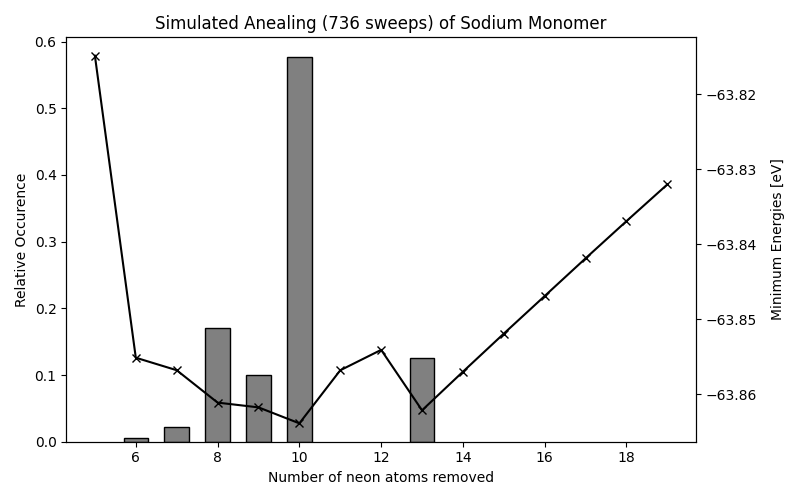 Simulated Anealing (736 sweeps) of Sodium Monomer
Relative Occurence
0.6
0.5
0.4
0.3
0.2
0.1
0.0
6 8 10 12 14 16 18
Number of neon atoms removed
−63.82
−63.83
−63.84
−63.85
−63.86
Minimum Energies [eV]